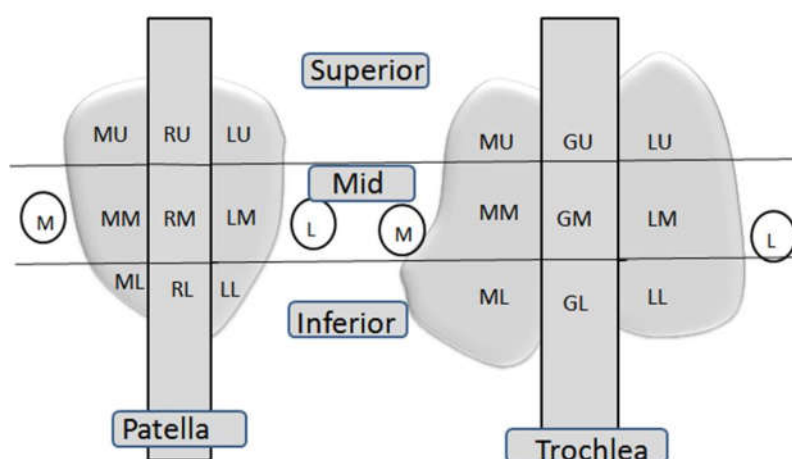 Superior
MU RU LU
MU GU LU
Mid
M
MM RM LM
L
M
MM GM LM
L
ML RL LL
ML GL LL
Inferior
Patella
Trochlea